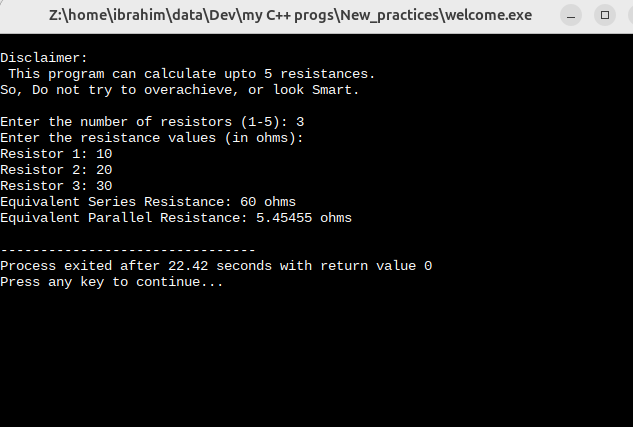 Z:\home\ibrahim\data\Dev\my C++ progs\New_practices\welcome.exe
Disclaimer:
 This program can calculate upto 5 resistances.
So, Do not try to overachieve, or look Smart.
Enter the number of resistors (1-5): 3
Enter the resistance values (in ohms):
Resistor 1: 10
Resistor 2: 20
Resistor 3: 30
Equivalent Series Resistance: 60 ohms
Equivalent Parallel Resistance: 5.45455 ohms
--------------------------------
Process exited after 22.42 seconds with return value 0
Press any key to continue...